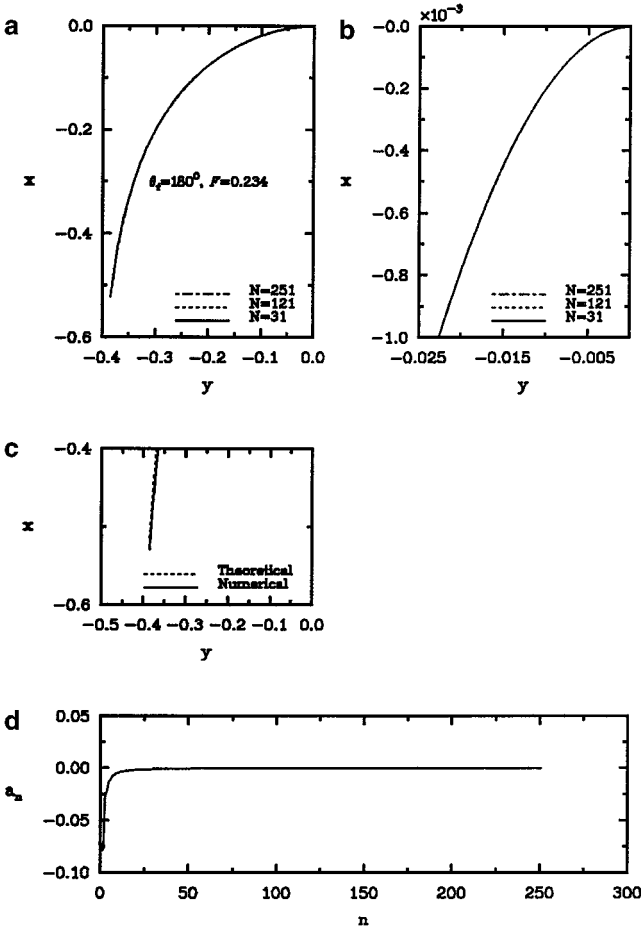 a
0.0
−0.2
−0.4
−0.6
x
θf=180⁰, F=0.234
N=251
N=121
N=31
−0.4 −0.3 −0.2 −0.1 0.0
y
b
×10⁻³
−0.0
−0.2
−0.4
−0.6
−0.8
−1.0
x
N=251
N=121
N=31
−0.025 −0.015 −0.005
y
c
−0.4
−0.6
x
Theoretical
Numerical
−0.5 −0.4 −0.3 −0.2 −0.1 0.0
y
d
0.05
0.00
−0.05
−0.10
aₙ
0 50 100 150 200 250 300
n